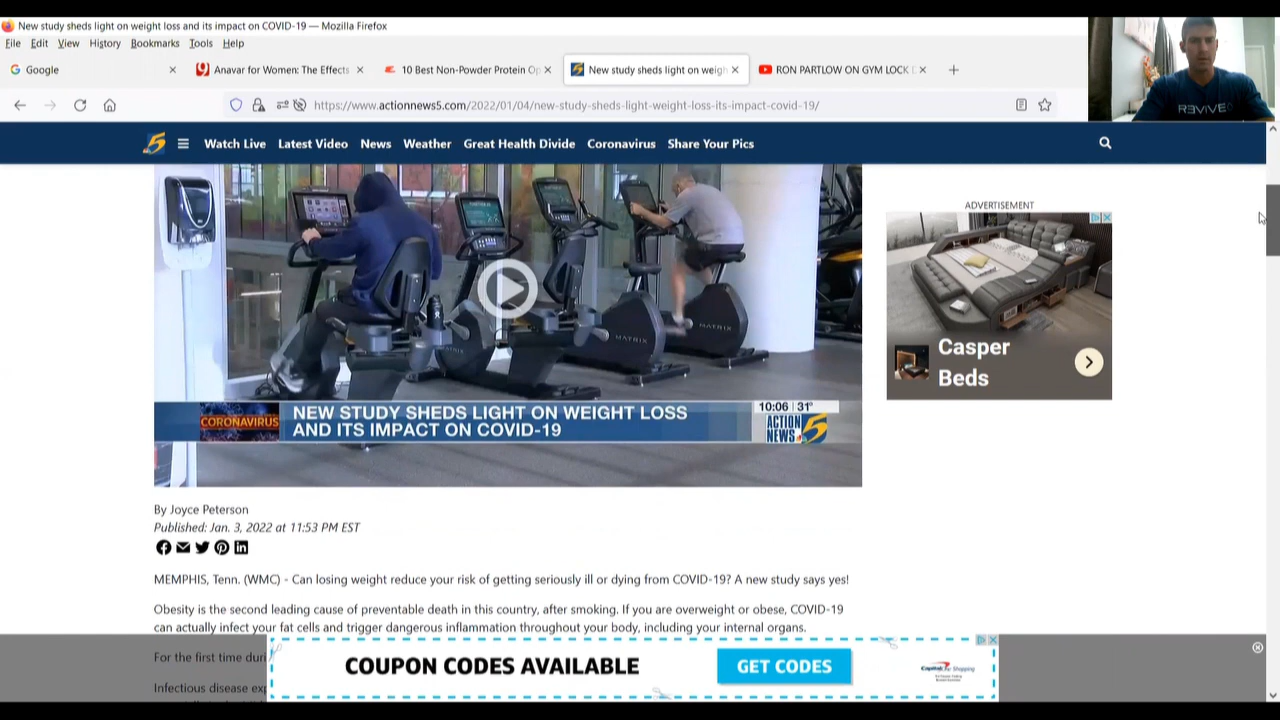 New study sheds light on weight loss and its impact on COVID-19 — Mozilla Firefox
File Edit View History Bookmarks Tools Help
Google
Anavar for Women: The Effects
10 Best Non-Powder Protein Op
New study sheds light on weigh
RON PARTLOW ON GYM LOCK
https://www.actionnews5.com/2022/01/04/new-study-sheds-light-weight-loss-its-impact-covid-19/
REVIVE
5
Watch Live Latest Video News Weather Great Health Divide Coronavirus Share Your Pics
ADVERTISEMENT
MATRIX
MATRIX
MATRIX
Casper
Beds
CORONAVIRUS
NEW STUDY SHEDS LIGHT ON WEIGHT LOSS
AND ITS IMPACT ON COVID-19
10:06 31°
ACTION
NEWS 5
By Joyce Peterson
Published: Jan. 3, 2022 at 11:53 PM EST
MEMPHIS, Tenn. (WMC) - Can losing weight reduce your risk of getting seriously ill or dying from COVID-19? A new study says yes!
Obesity is the second leading cause of preventable death in this country, after smoking. If you are overweight or obese, COVID-19
can actually infect your fat cells and trigger dangerous inflammation throughout your body, including your internal organs.
For the first time duri
Infectious disease exp
COUPON CODES AVAILABLE
GET CODES
Capital One Shopping